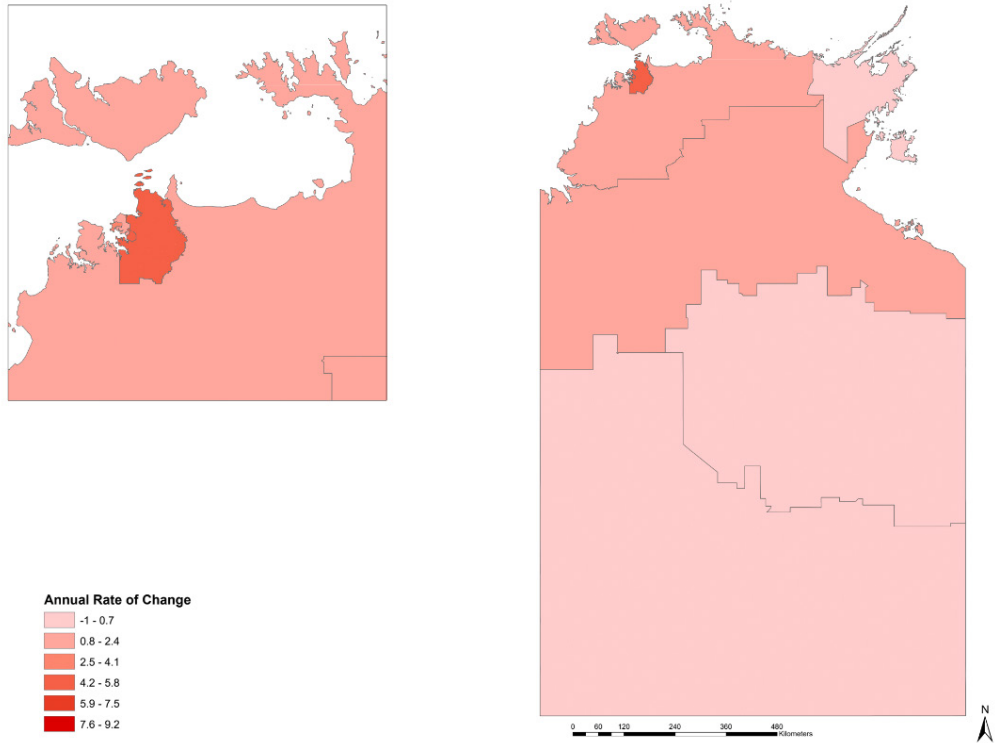 Annual Rate of Change
-1 - 0.7
0.8 - 2.4
2.5 - 4.1
4.2 - 5.8
5.9 - 7.5
7.6 - 9.2
0 60 120 240 360 480
Kilometers
N